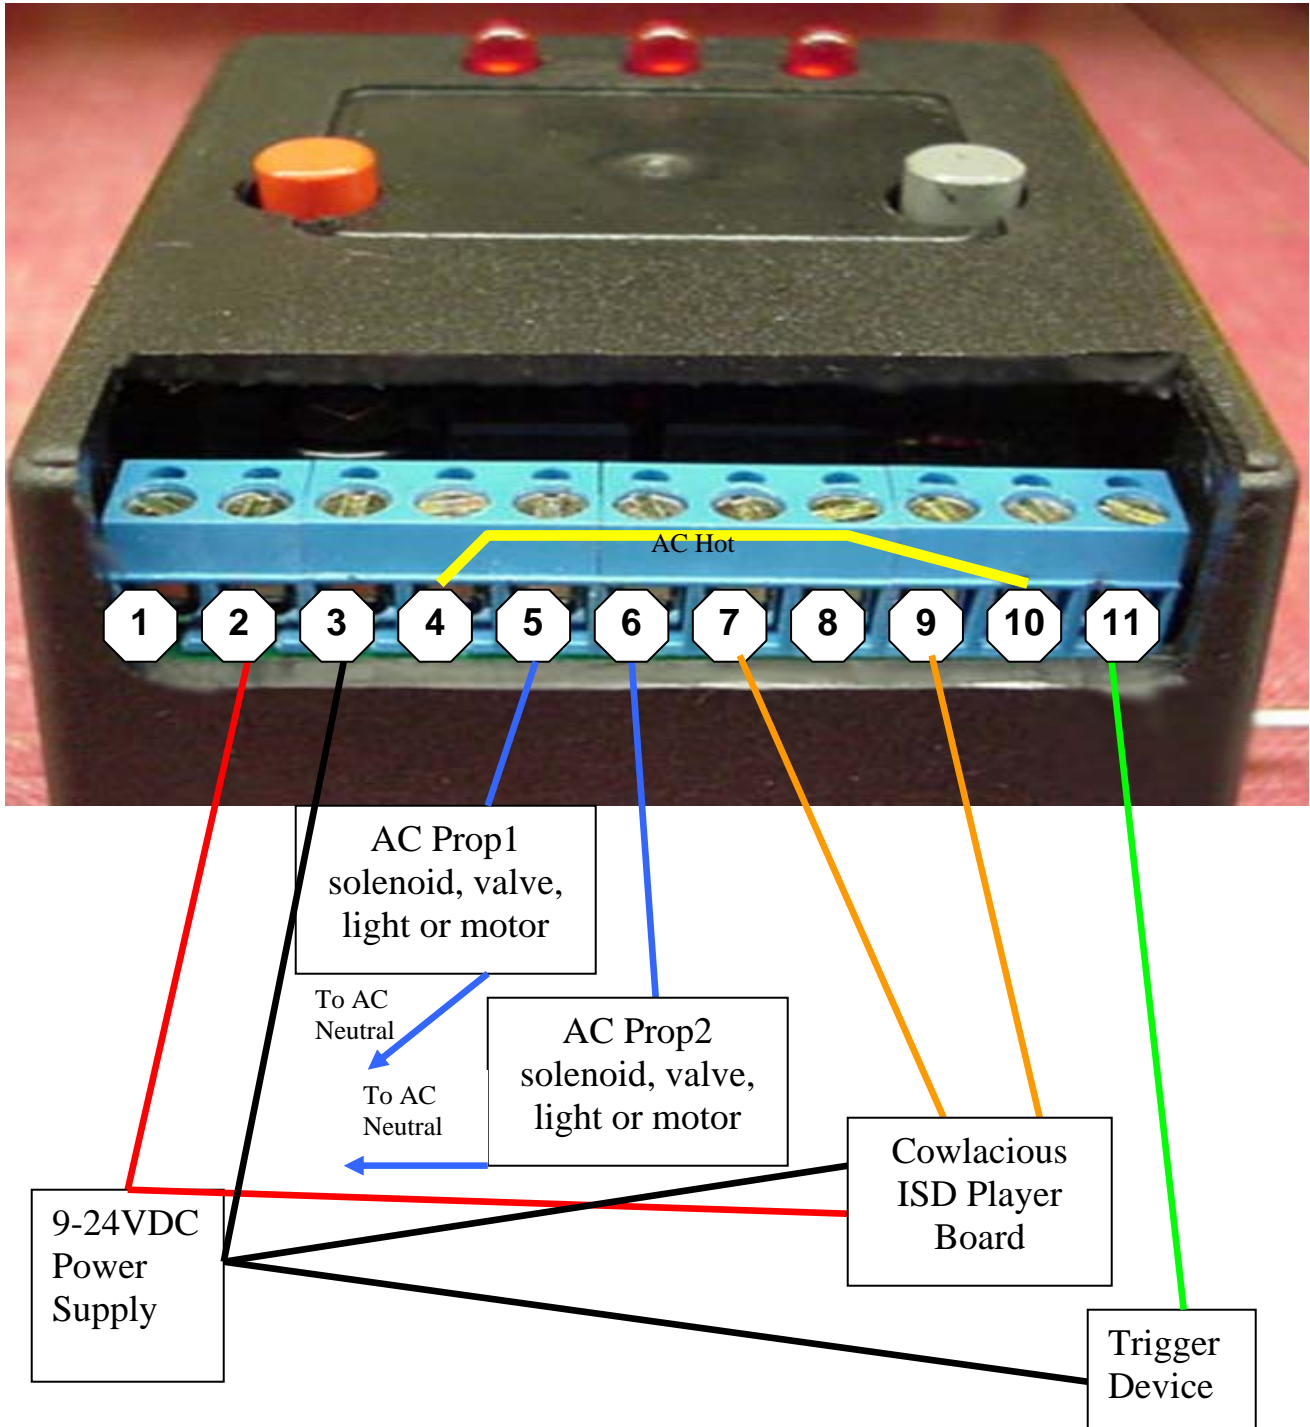 AC Hot
1 2 3 4 5 6 7 8 9 10 11
AC Prop1
solenoid, valve,
light or motor
To AC
Neutral
AC Prop2
solenoid, valve,
light or motor
To AC
Neutral
Cowlacious
ISD Player
Board
9-24VDC
Power
Supply
Trigger
Device